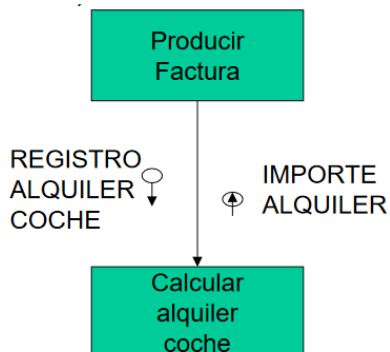 Producir
Factura
REGISTRO
ALQUILER
COCHE
IMPORTE
ALQUILER
Calcular
alquiler
coche